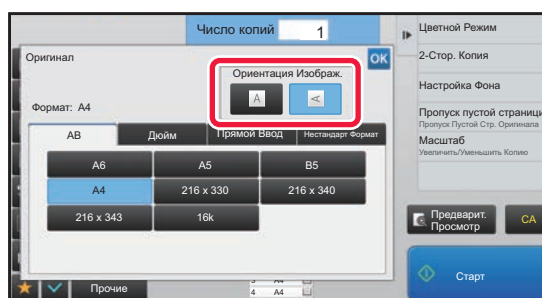 Число копий 1
Оригинал
OK
Ориентация Изображ.
A
A
Формат: A4
AB
Дюйм
Прямой Ввод
Нестандарт Формат
A6
A5
B5
A4
216 x 330
216 x 340
216 x 343
16k
Прочие
4 A4
Цветной Режим
2-Стор. Копия
Настройка Фона
Пропуск пустой страници
Пропуск Пустой Стр. Оригинала
Масштаб
Увеличить/Уменьшить Копию
Предварит.
Просмотр
CA
Старт